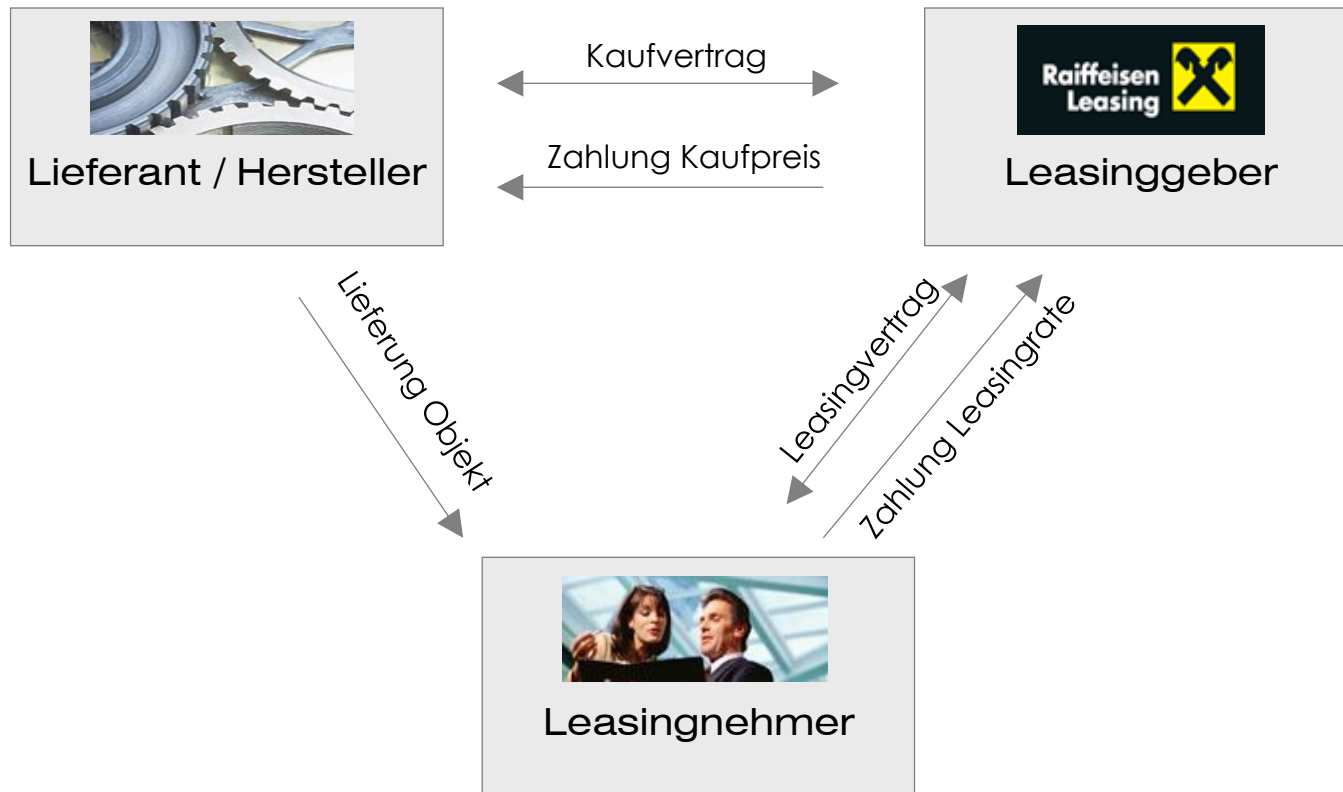 Kaufvertrag
Raiffeisen
Leasing
Zahlung Kaufpreis
Lieferant / Hersteller
Leasinggeber
Lieferung Objekt
Leasingvertrag
Zahlung Leasingrate
Leasingnehmer